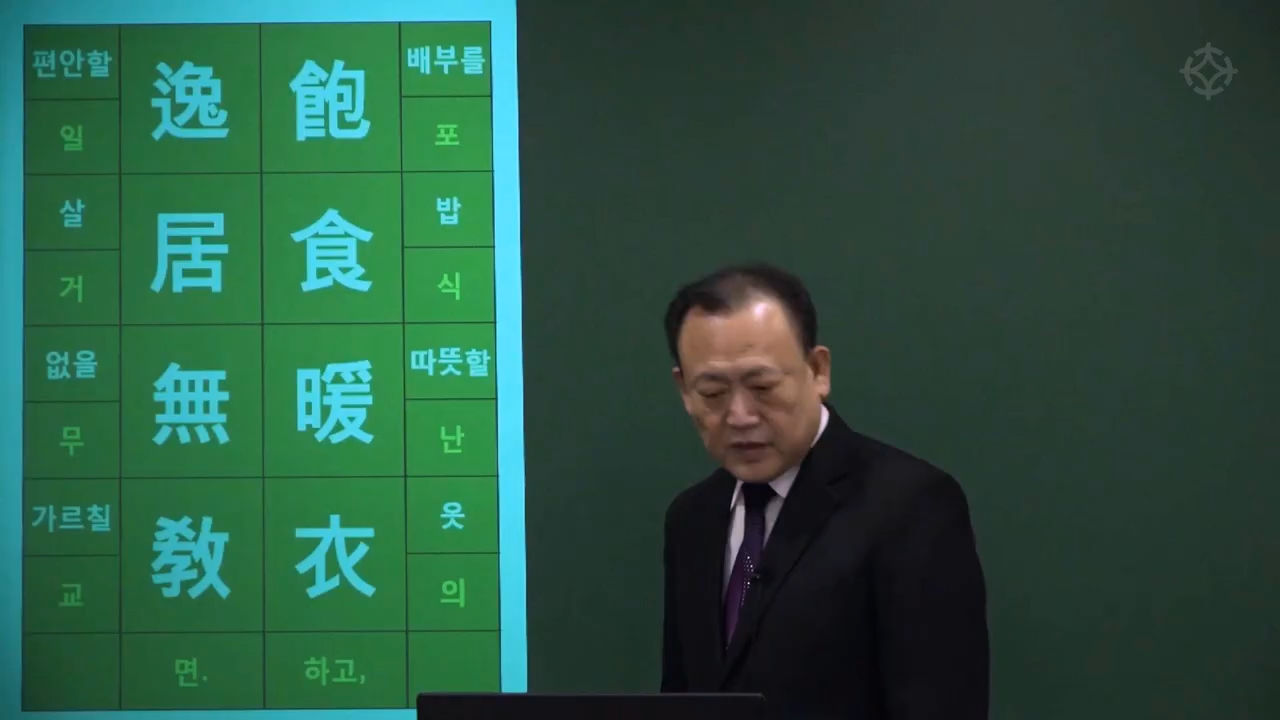 배부를 포
飽
밥 식
食
따뜻할 난
暖
옷 의
衣
하고,
편안할 일
逸
살 거
居
없을 무
無
가르칠 교
敎
면.